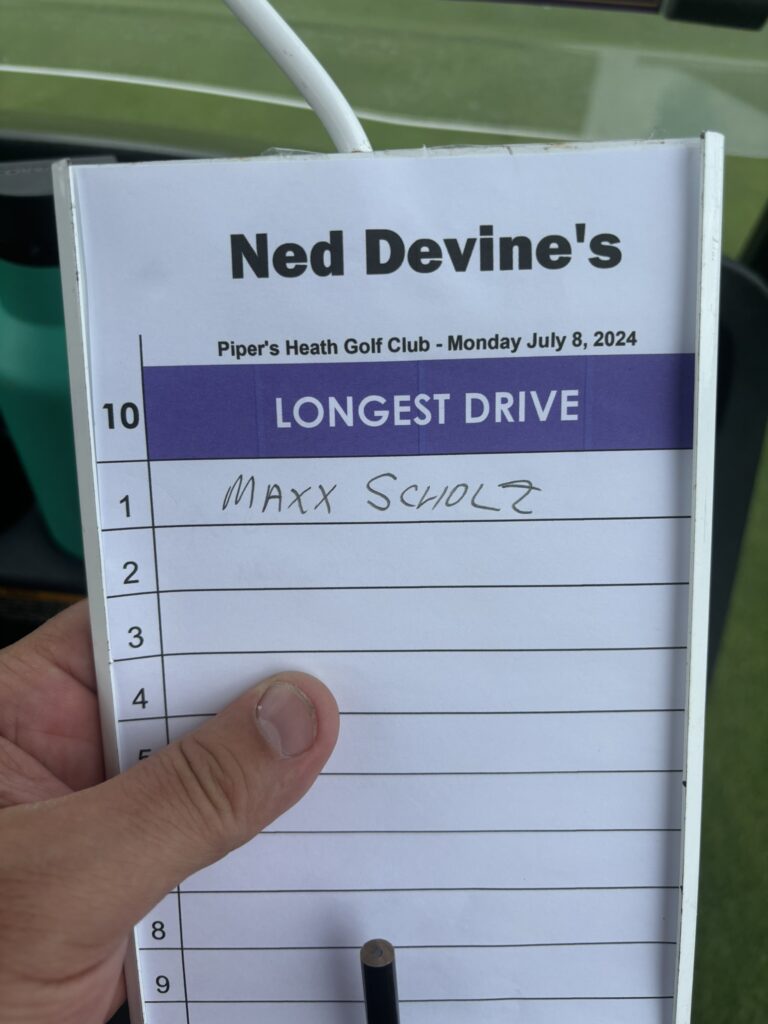 Ned Devine's
Piper's Heath Golf Club - Monday July 8, 2024
10 LONGEST DRIVE
1 MAXX SCHOLZ
2
3
4
8
9